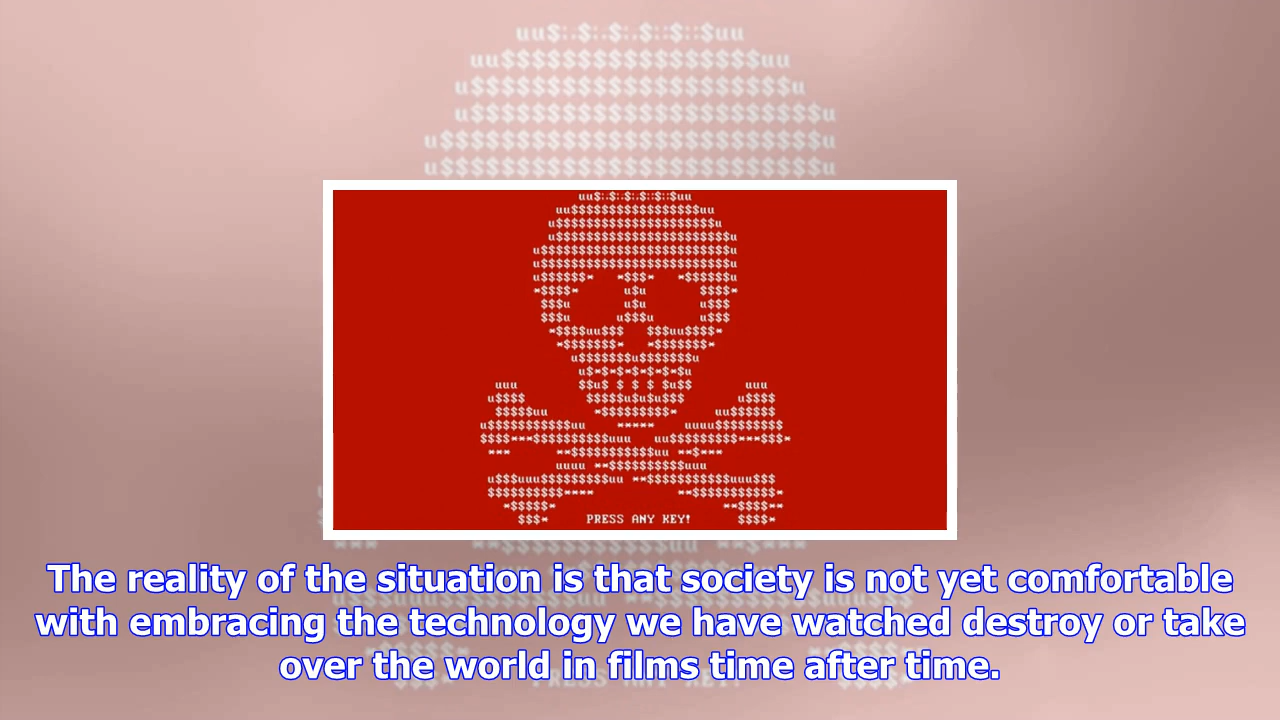 PRESS ANY KEY!
The reality of the situation is that society is not yet comfortable
with embracing the technology we have watched destroy or take
over the world in films time after time.